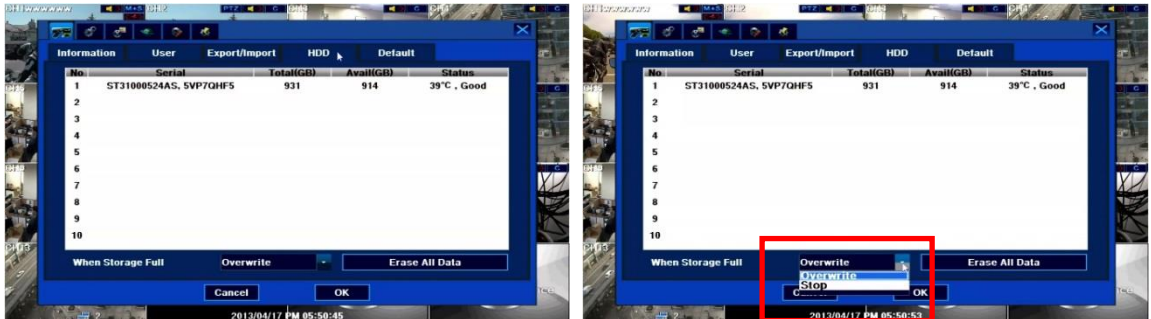 Information User Export/Import HDD Default
No Serial Total(GB) Avail(GB) Status
1 ST31000524AS, 5VP7QHF5 931 914 39°C , Good
2
3
4
5
6
7
8
9
10
When Storage Full Overwrite Erase All Data
Cancel OK
2013/04/17 PM 05:50:45
Information User Export/Import HDD Default
No Serial Total(GB) Avail(GB) Status
1 ST31000524AS, 5VP7QHF5 931 914 39°C , Good
2
3
4
5
6
7
8
9
10
When Storage Full Overwrite Erase All Data
Overwrite
Stop
OK
2013/04/17 PM 05:50:53